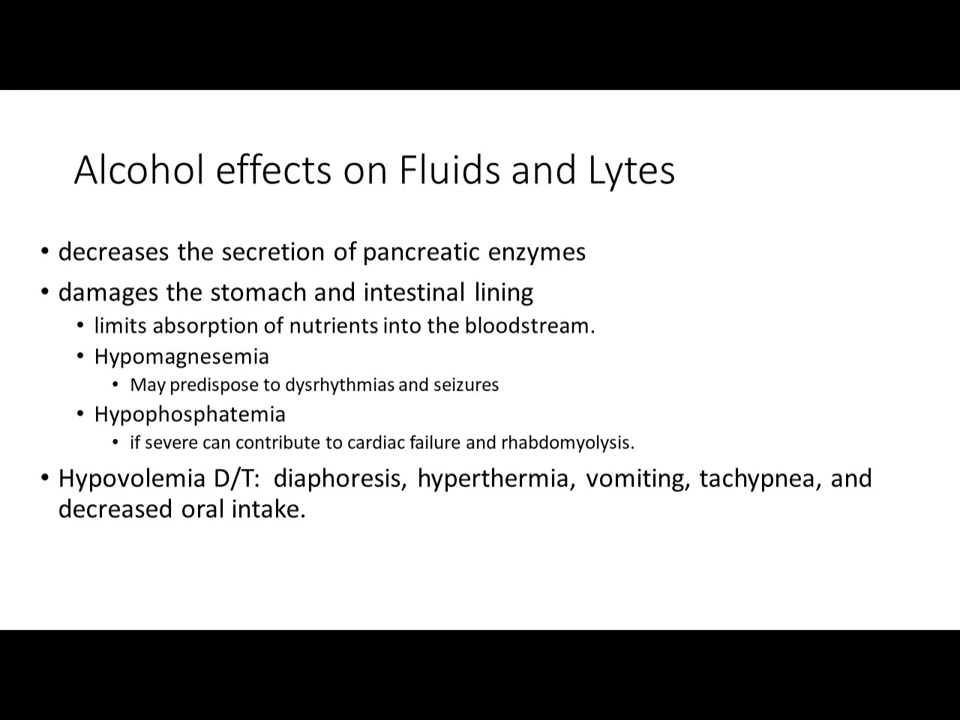 Alcohol effects on Fluids and Lytes
• decreases the secretion of pancreatic enzymes
• damages the stomach and intestinal lining
• limits absorption of nutrients into the bloodstream.
• Hypomagnesemia
• May predispose to dysrhythmias and seizures
• Hypophosphatemia
• if severe can contribute to cardiac failure and rhabdomyolysis.
• Hypovolemia D/T: diaphoresis, hyperthermia, vomiting, tachypnea, and
decreased oral intake.